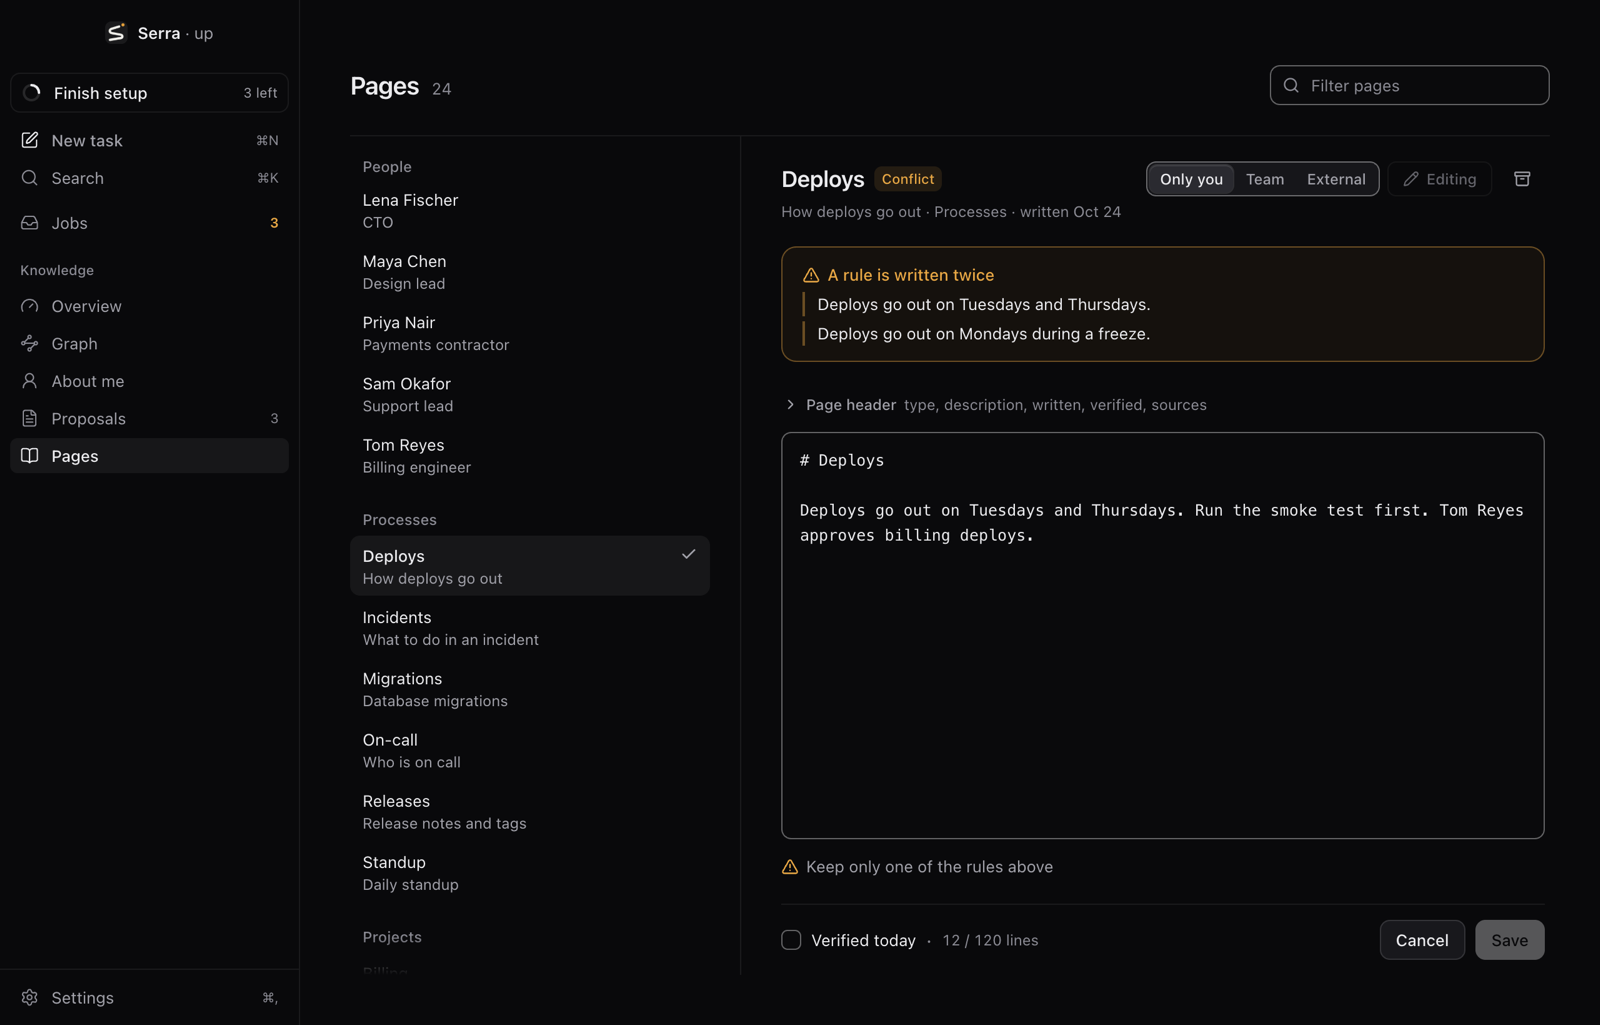 Serra · up
Finish setup 3 left
New task ⌘N
Search ⌘K
Jobs 3
Knowledge
Overview
Graph
About me
Proposals 3
Pages
Settings ⌘,
Pages 24
Filter pages
People
Lena Fischer
CTO
Maya Chen
Design lead
Priya Nair
Payments contractor
Sam Okafor
Support lead
Tom Reyes
Billing engineer
Processes
Deploys
How deploys go out
Incidents
What to do in an incident
Migrations
Database migrations
On-call
Who is on call
Releases
Release notes and tags
Standup
Daily standup
Projects
Billing
Deploys Conflict
Only you Team External
Editing
How deploys go out · Processes · written Oct 24
A rule is written twice
Deploys go out on Tuesdays and Thursdays.
Deploys go out on Mondays during a freeze.
Page header type, description, written, verified, sources
# Deploys
Deploys go out on Tuesdays and Thursdays. Run the smoke test first. Tom Reyes
approves billing deploys.
Keep only one of the rules above
Verified today · 12 / 120 lines
Cancel
Save